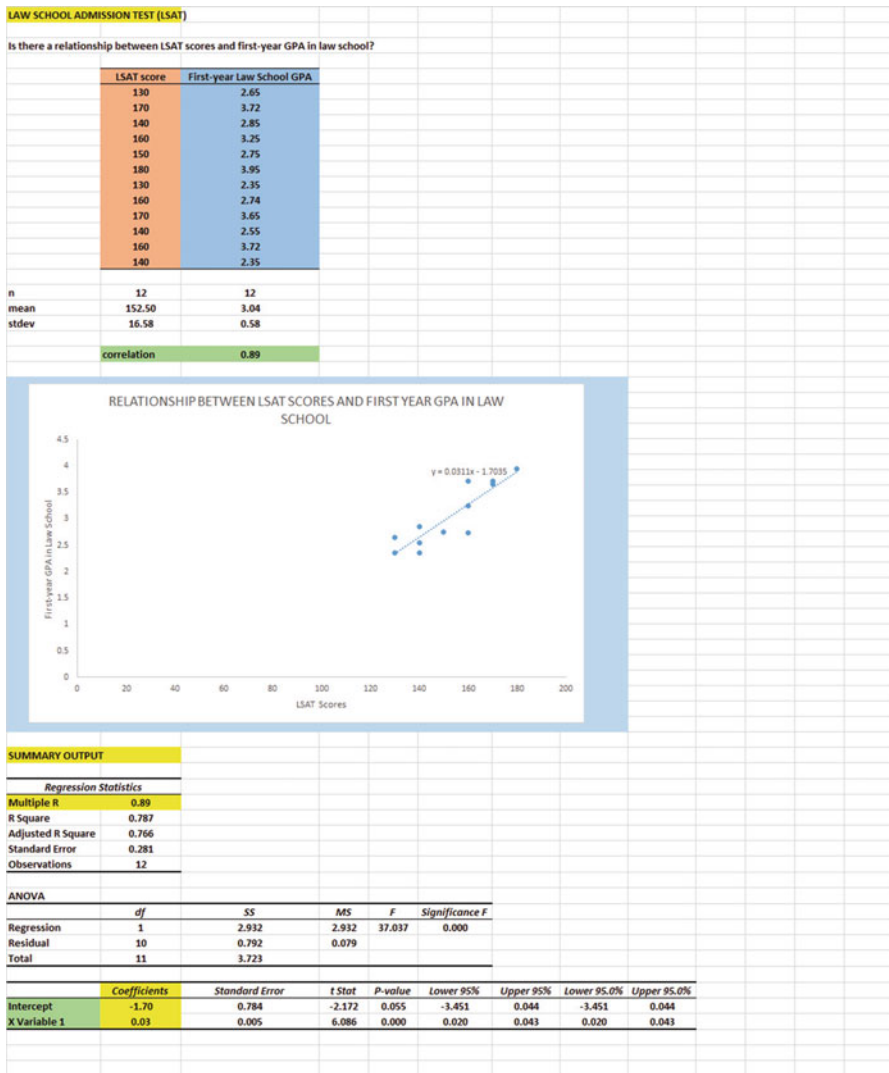 LAW SCHOOL ADMISSION TEST (LSAT)
Is there a relationship between LSAT scores and first-year GPA in law school?
LSAT score First-year Law School GPA
130 2.65
170 3.72
140 2.85
160 3.25
150 2.75
180 3.95
130 2.35
160 2.74
170 3.65
140 2.55
160 3.72
140 2.35
n 12 12
mean 152.50 3.04
stdev 16.58 0.58
correlation 0.89
RELATIONSHIP BETWEEN LSAT SCORES AND FIRST YEAR GPA IN LAW
SCHOOL
y = 0.0311x - 1.7035
First-year GPA in Law School
4.5
4
3.5
3
2.5
2
1.5
1
0.5
0
0 20 40 60 80 100 120 140 160 180 200
LSAT Scores
SUMMARY OUTPUT
Regression Statistics
Multiple R 0.89
R Square 0.787
Adjusted R Square 0.766
Standard Error 0.281
Observations 12
ANOVA
df SS MS F Significance F
Regression 1 2.932 2.932 37.037 0.000
Residual 10 0.792 0.079
Total 11 3.723
Coefficients Standard Error t Stat P-value Lower 95% Upper 95% Lower 95.0% Upper 95.0%
Intercept -1.70 0.784 -2.172 0.055 -3.451 0.044 -3.451 0.044
X Variable 1 0.03 0.005 6.086 0.000 0.020 0.043 0.020 0.043